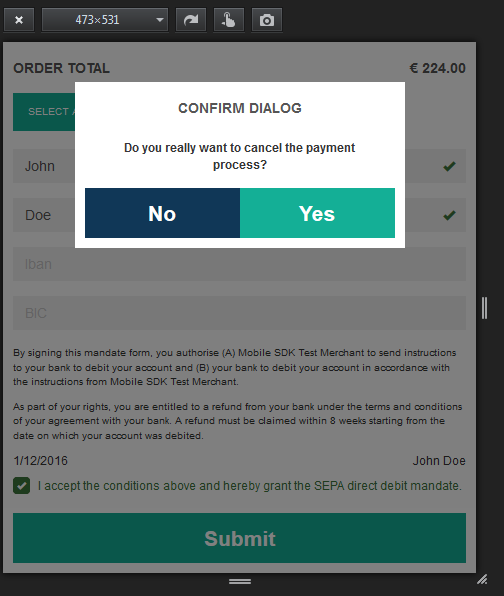 473×531
ORDER TOTAL € 224.00
SELECT A
CONFIRM DIALOG
Do you really want to cancel the payment
process?
No Yes
John
Doe
Iban
BIC
By signing this mandate form, you authorise (A) Mobile SDK Test Merchant to send instructions
to your bank to debit your account and (B) your bank to debit your account in accordance with
the instructions from Mobile SDK Test Merchant.
As part of your rights, you are entitled to a refund from your bank under the terms and conditions
of your agreement with your bank. A refund must be claimed within 8 weeks starting from the
date on which your account was debited.
1/12/2016 John Doe
I accept the conditions above and hereby grant the SEPA direct debit mandate.
Submit